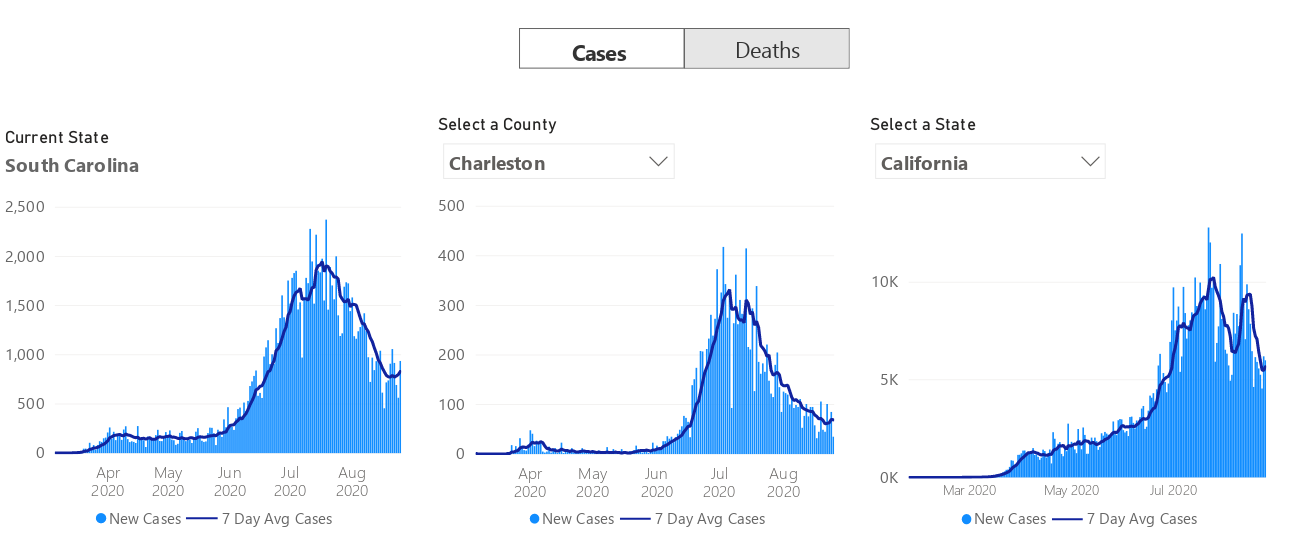 Cases Deaths
Current State
South Carolina
2,500
2,000
1,500
1,000
500
0
Apr 2020
May 2020
Jun 2020
Jul 2020
Aug 2020
New Cases 7 Day Avg Cases
Select a County
Charleston
500
400
300
200
100
0
Apr 2020
May 2020
Jun 2020
Jul 2020
Aug 2020
New Cases 7 Day Avg Cases
Select a State
California
10K
5K
0K
Mar 2020 May 2020 Jul 2020
New Cases 7 Day Avg Cases